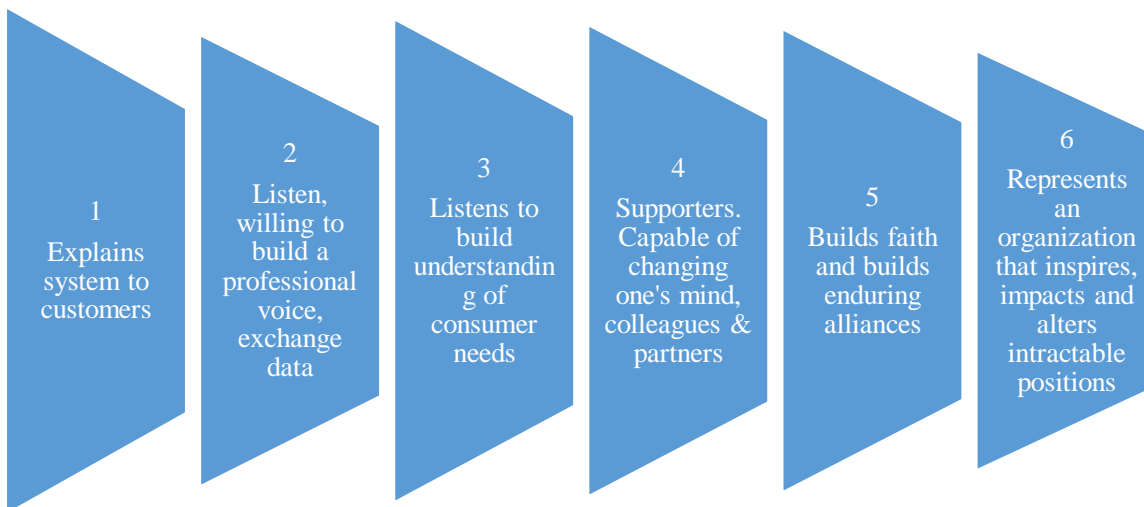 1
Explains
system to
customers
2
Listen,
willing to
build a
professional
voice,
exchange
data
3
Listens to
build
understandin
g of
consumer
needs
4
Supporters.
Capable of
changing
one's mind,
colleagues &
partners
5
Builds faith
and builds
enduring
alliances
6
Represents
an
organization
that inspires,
impacts and
alters
intractable
positions